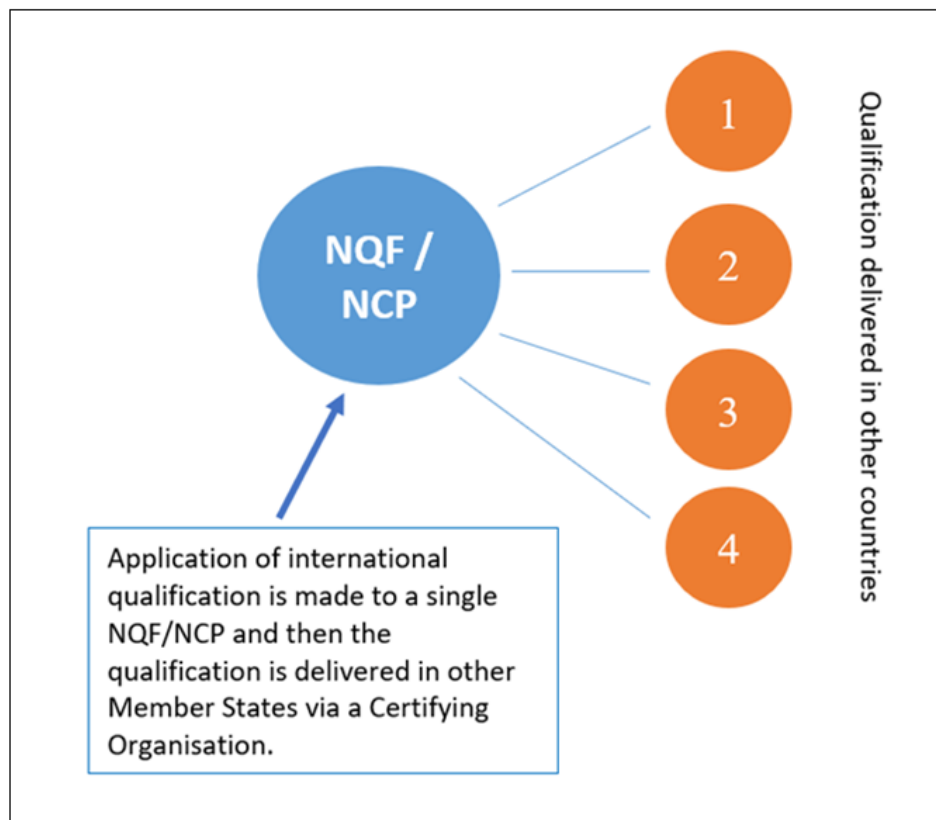 NQF /
NCP
1
2
3
4
Qualification delivered in other countries
Application of international
qualification is made to a single
NQF/NCP and then the
qualification is delivered in other
Member States via a Certifying
Organisation.